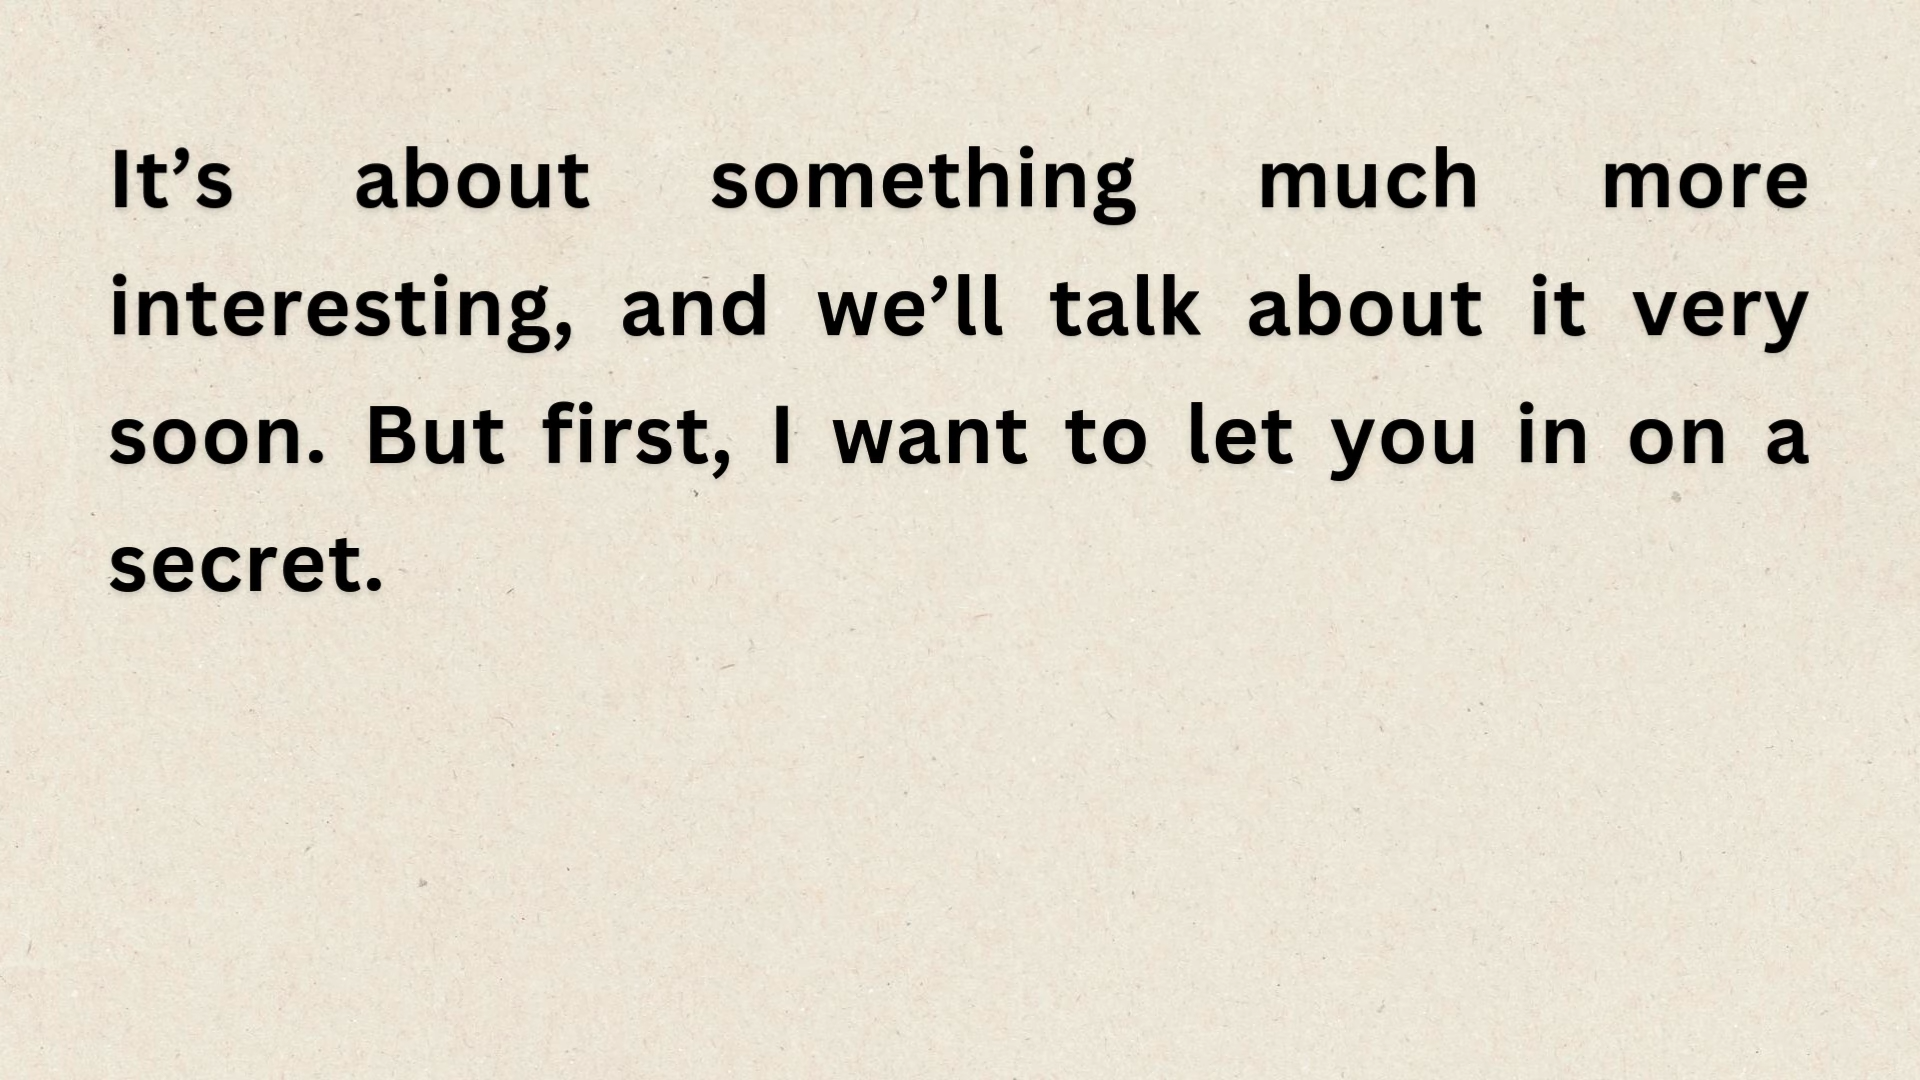 It’s about something much more
interesting, and we’ll talk about it very
soon. But first, I want to let you in on a
secret.